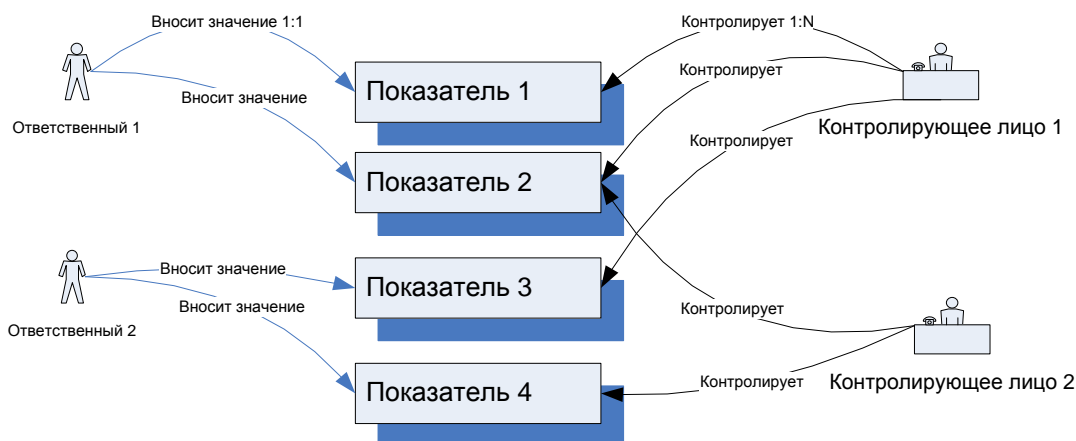 Вносит значение 1:1
Контролирует 1:N
Контролирует
Показатель 1
Вносит значение
Ответственный 1
Контролирующее лицо 1
Контролирует
Показатель 2
Вносит значение
Показатель 3
Вносит значение
Контролирует
Ответственный 2
Показатель 4
Контролирует
Контролирующее лицо 2